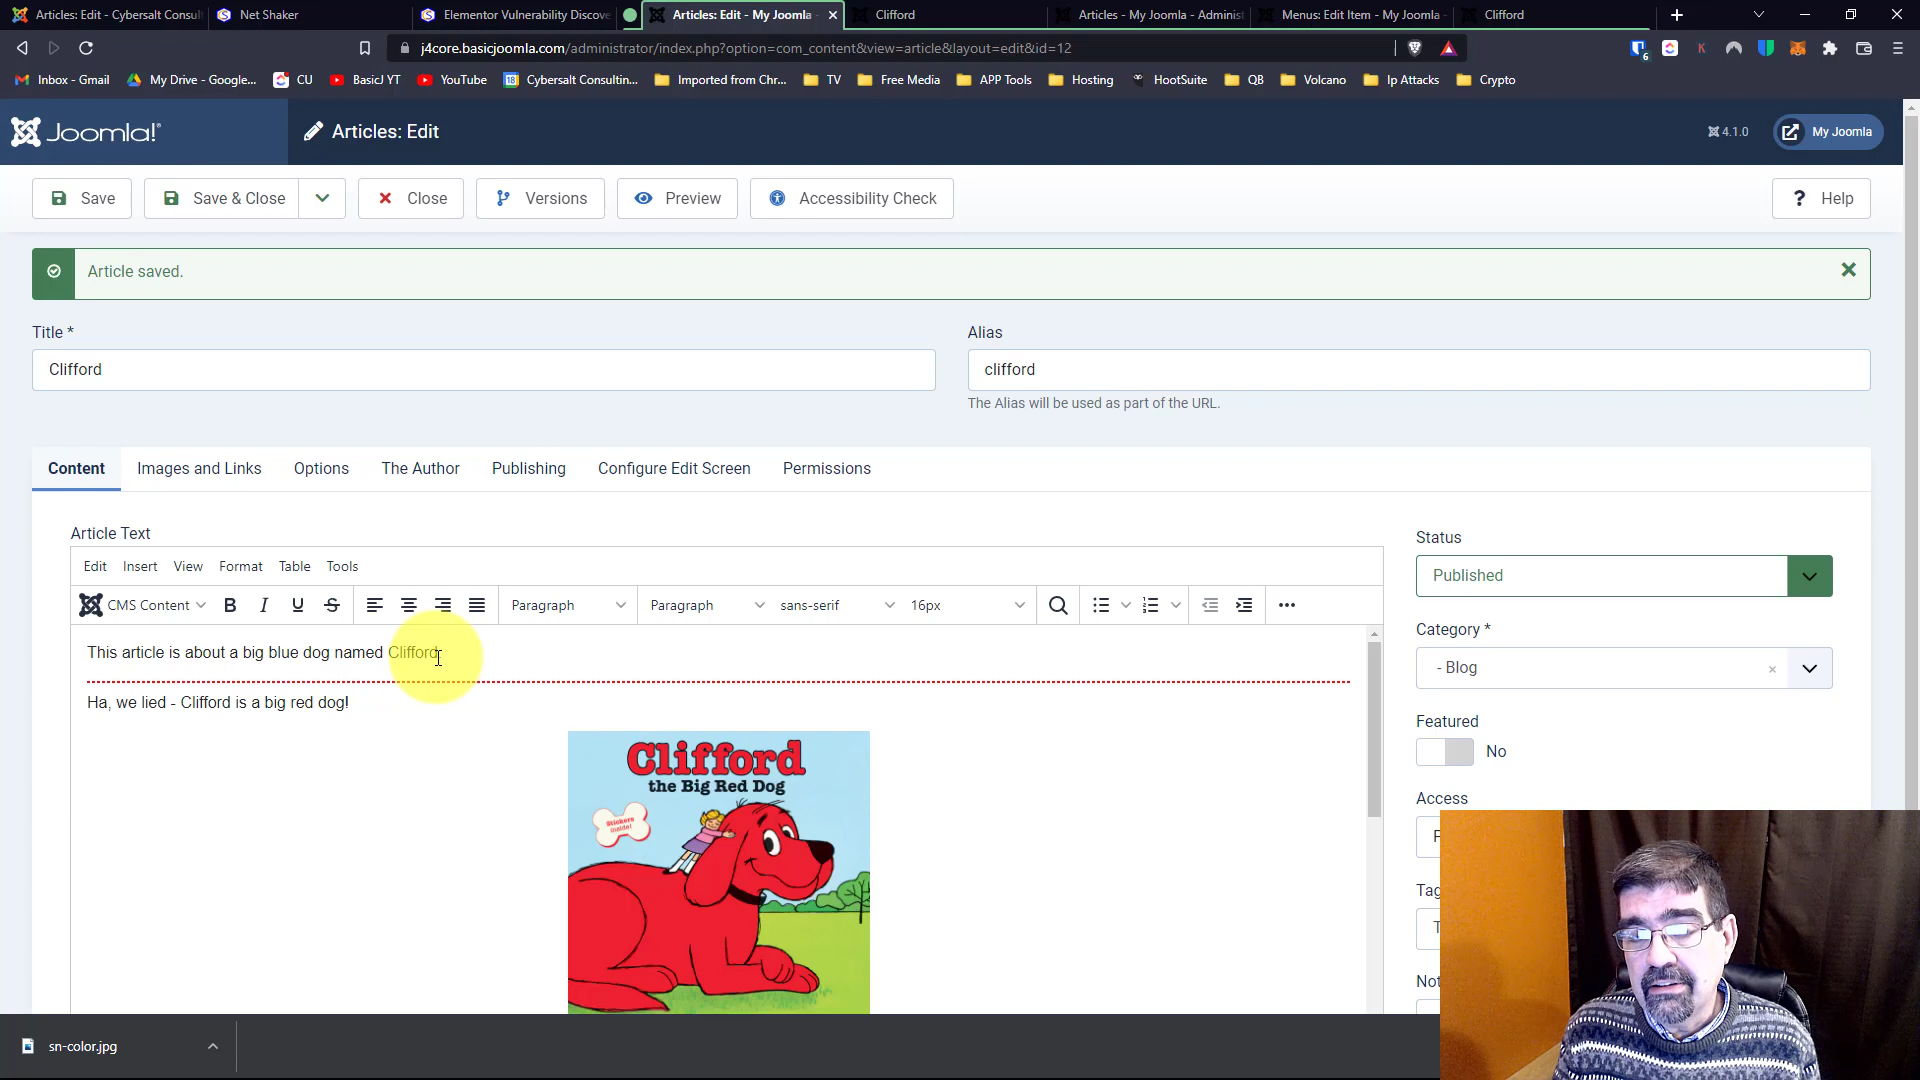 Articles: Edit - Cybersalt Consult
Net Shaker
Elementor Vulnerability Discove
Articles: Edit - My Joomla -
Clifford
Articles - My Joomla - Administ
Menus: Edit Item - My Joomla -
Clifford
j4core.basicjoomla.com/administrator/index.php?option=com_content&view=article&layout=edit&id=12
6
Inbox - Gmail
My Drive - Google...
CU
BasicJ YT
YouTube
18
Cybersalt Consultin...
Imported from Chr...
TV
Free Media
APP Tools
Hosting
HootSuite
QB
Volcano
Ip Attacks
Crypto
Joomla!
Articles: Edit
4.1.0
My Joomla
Save
Save & Close
Close
Versions
Preview
Accessibility Check
? Help
Article saved.
Title *
Alias
Clifford
clifford
The Alias will be used as part of the URL.
Content
Images and Links
Options
The Author
Publishing
Configure Edit Screen
Permissions
Article Text
Edit
Insert
View
Format
Table
Tools
CMS Content
B
I
U
S
Paragraph
Paragraph
sans-serif
16px
This article is about a big blue dog named Clifford
Ha, we lied - Clifford is a big red dog!
Clifford
the Big Red Dog
Stickers
inside!
Status
Published
Category *
- Blog
Featured
No
Access
Tag
Not
sn-color.jpg